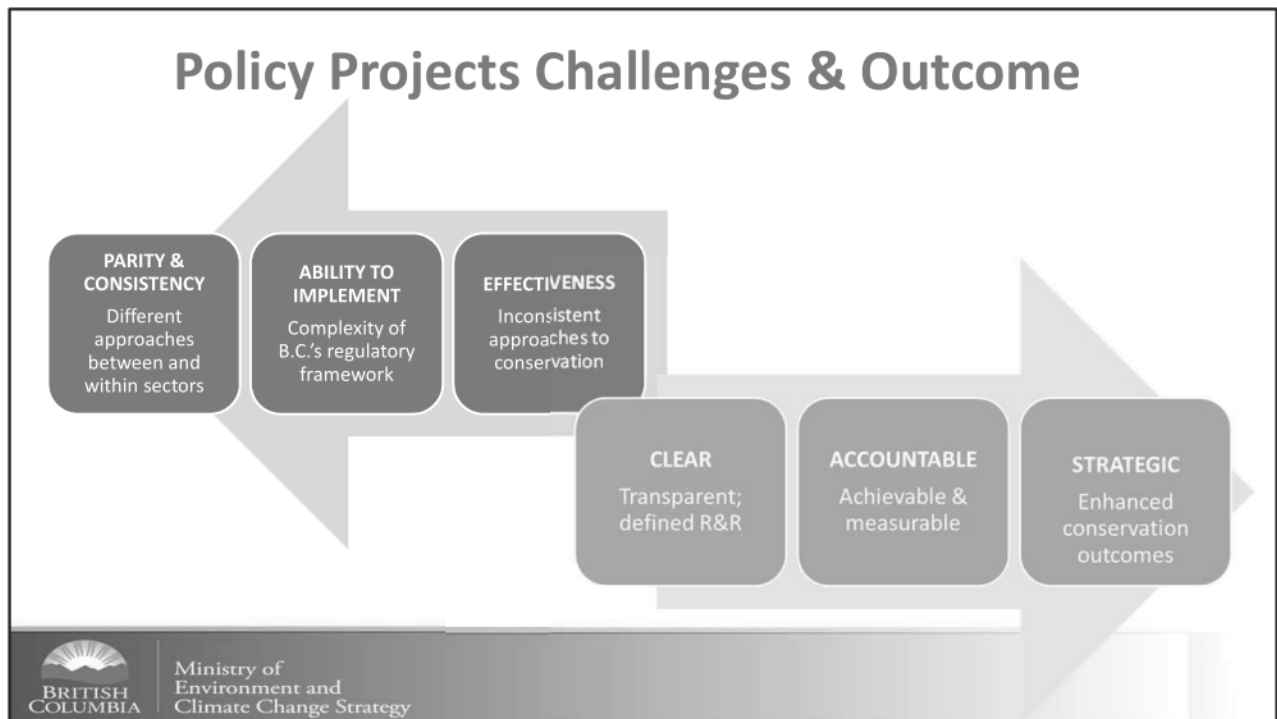 Policy Projects Challenges & Outcome
PARITY &
CONSISTENCY
Different
approaches
between and
within sectors
ABILITY TO
IMPLEMENT
Complexity of
B.C.'s regulatory
framework
EFFECTIVENESS
Inconsistent
approaches to
conservation
CLEAR
Transparent;
defined R&R
ACCOUNTABLE
Achievable &
measurable
STRATEGIC
Enhanced
conservation
outcomes
BRITISH
COLUMBIA
Ministry of
Environment and
Climate Change Strategy